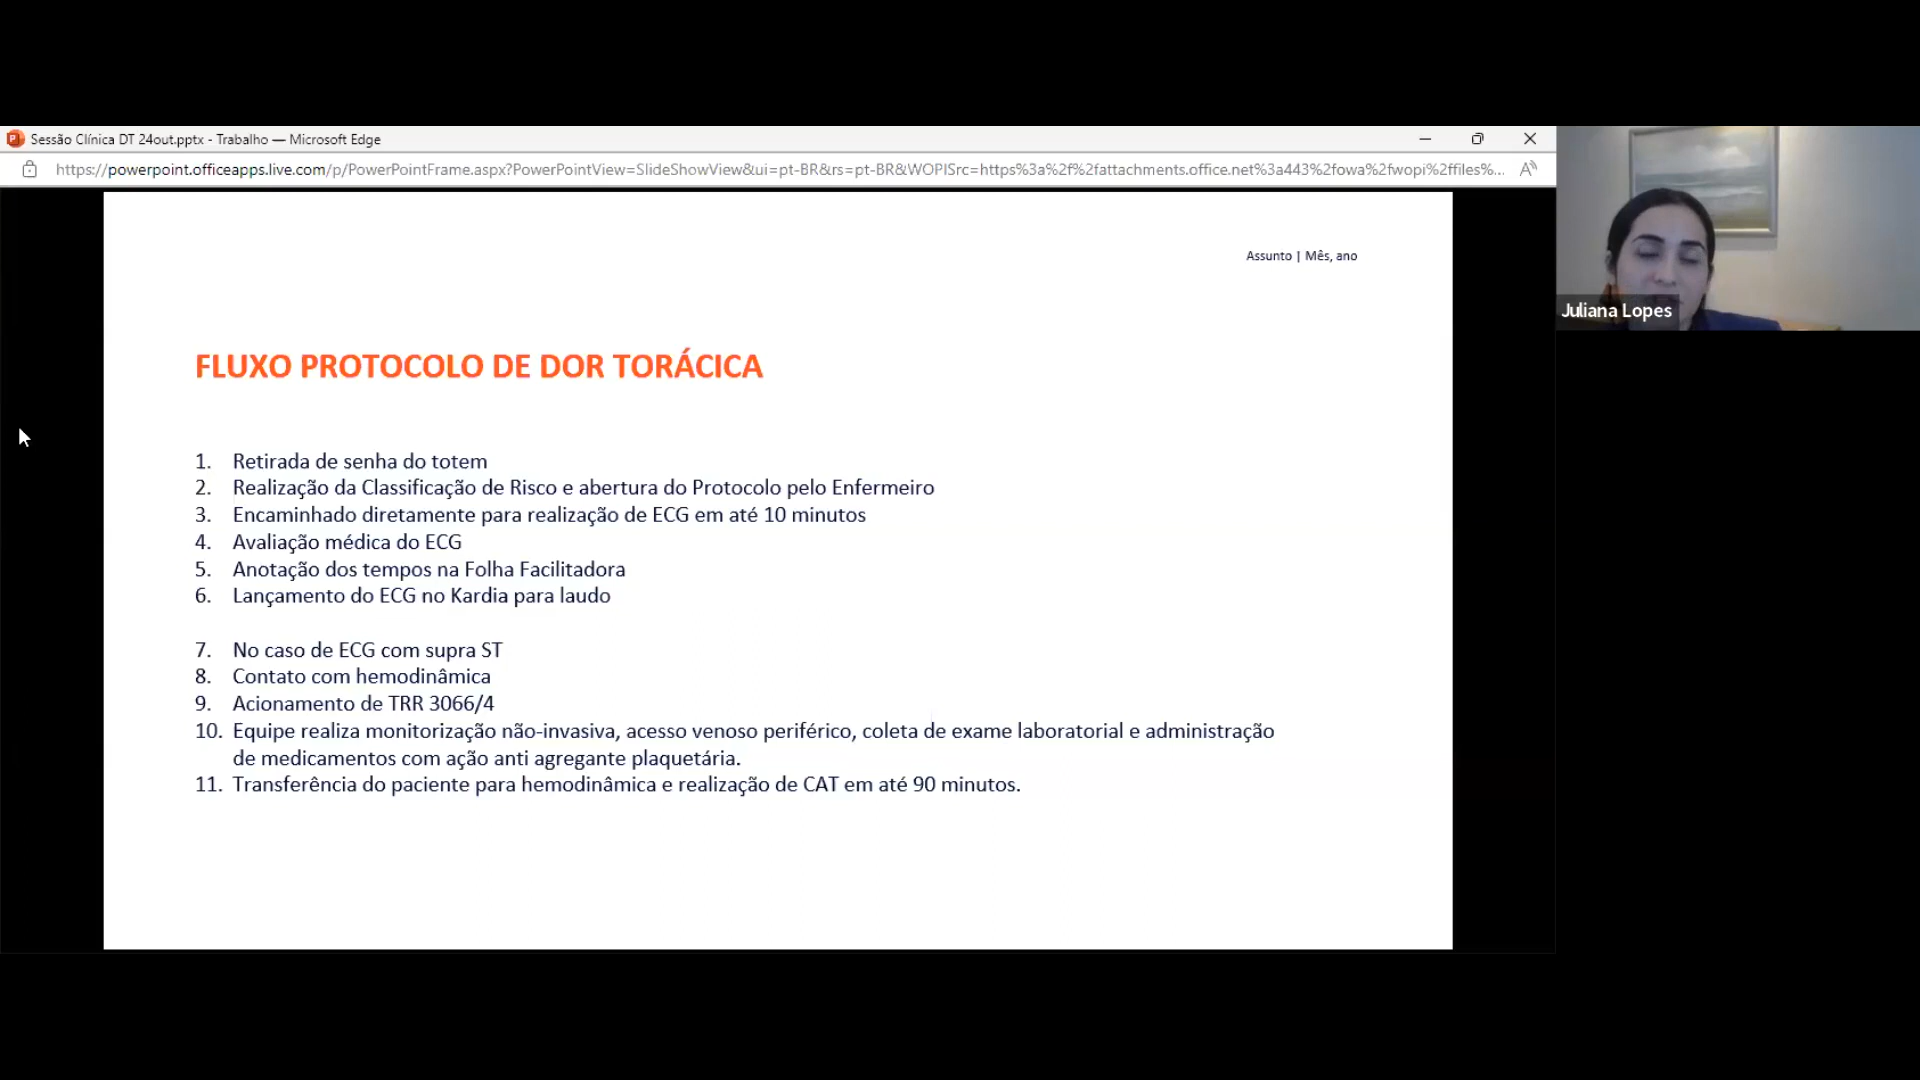 Sessão Clínica DT 24out.pptx - Trabalho — Microsoft Edge
https://powerpoint.officeapps.live.com/p/PowerPointFrame.aspx?PowerPointView=SlideShowView&ui=pt-BR&rs=pt-BR&WOPISrc=https%3a%2f%2fattachments.office.net%3a443%2fowa%2fwopi%2ffiles%...
Assunto | Mês, ano
Juliana Lopes
FLUXO PROTOCOLO DE DOR TORÁCICA
1. Retirada de senha do totem
2. Realização da Classificação de Risco e abertura do Protocolo pelo Enfermeiro
3. Encaminhado diretamente para realização de ECG em até 10 minutos
4. Avaliação médica do ECG
5. Anotação dos tempos na Folha Facilitadora
6. Lançamento do ECG no Kardia para laudo
7. No caso de ECG com supra ST
8. Contato com hemodinâmica
9. Acionamento de TRR 3066/4
10. Equipe realiza monitorização não-invasiva, acesso venoso periférico, coleta de exame laboratorial e administração
de medicamentos com ação anti agregante plaquetária.
11. Transferência do paciente para hemodinâmica e realização de CAT em até 90 minutos.